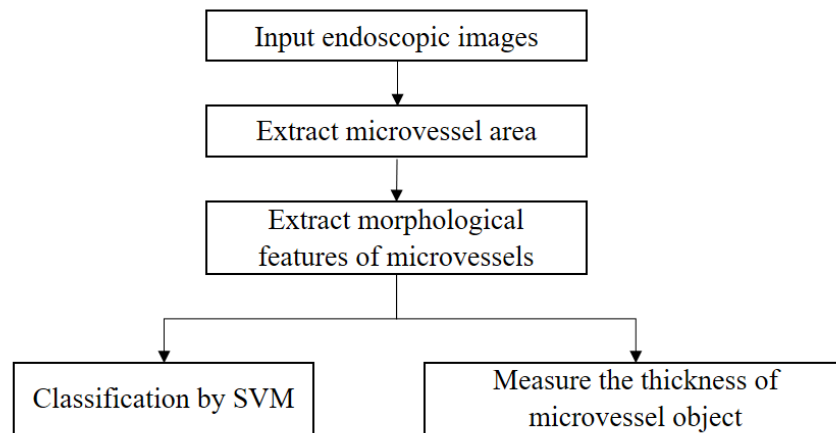 Input endoscopic images
Extract microvessel area
Extract morphological
features of microvessels
Classification by SVM
Measure the thickness of
microvessel object